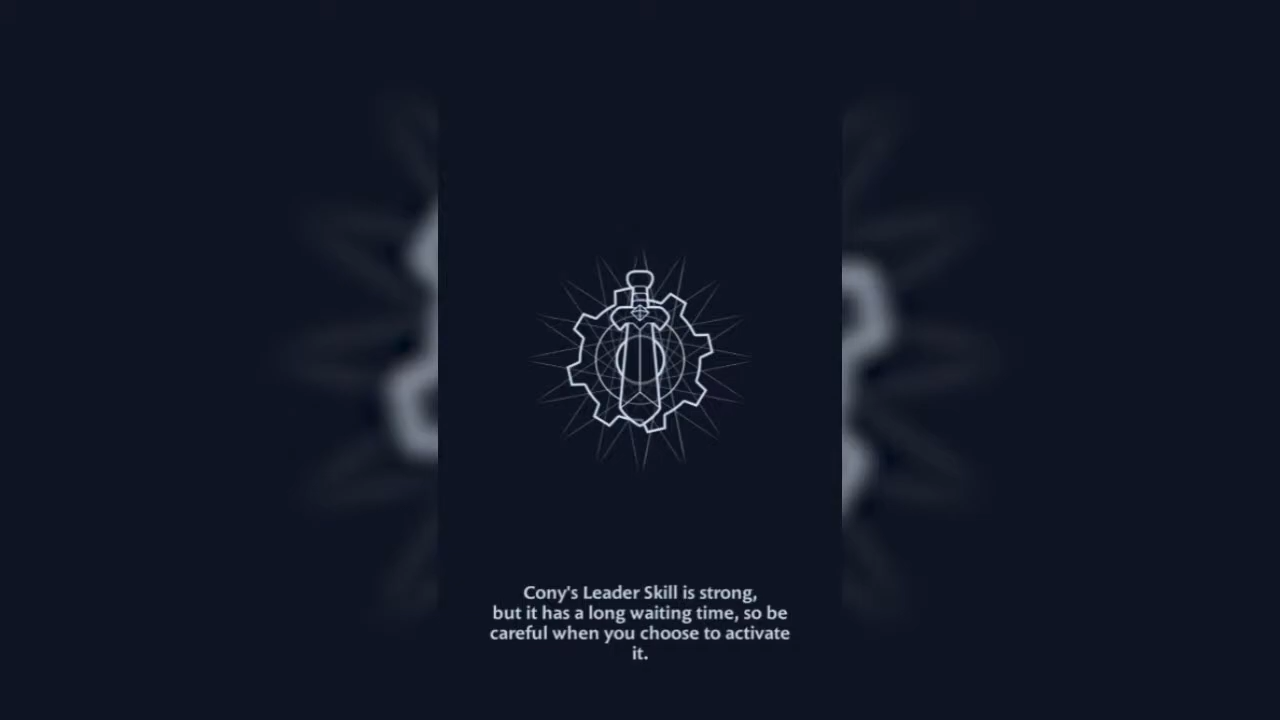 Cony's Leader Skill is strong,
but it has a long waiting time, so be
careful when you choose to activate
it.